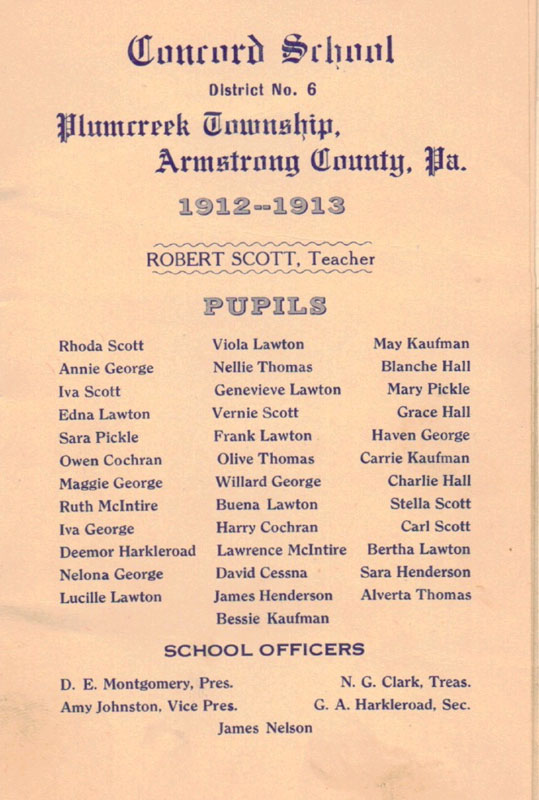 Concord School
District No. 6
Plumcreek Township,
Armstrong County, Pa.
1912--1913
ROBERT SCOTT, Teacher
PUPILS
Rhoda Scott Viola Lawton May Kaufman
Annie George Nellie Thomas Blanche Hall
Iva Scott Genevieve Lawton Mary Pickle
Edna Lawton Vernie Scott Grace Hall
Sara Pickle Frank Lawton Haven George
Owen Cochran Olive Thomas Carrie Kaufman
Maggie George Willard George Charlie Hall
Ruth McIntire Buena Lawton Stella Scott
Iva George Harry Cochran Carl Scott
Deemor Harkleroad Lawrence McIntire Bertha Lawton
Nelona George David Cessna Sara Henderson
Lucille Lawton James Henderson Alverta Thomas
Bessie Kaufman
SCHOOL OFFICERS
D. E. Montgomery, Pres. N. G. Clark, Treas.
Amy Johnston, Vice Pres. G. A. Harkleroad, Sec.
James Nelson